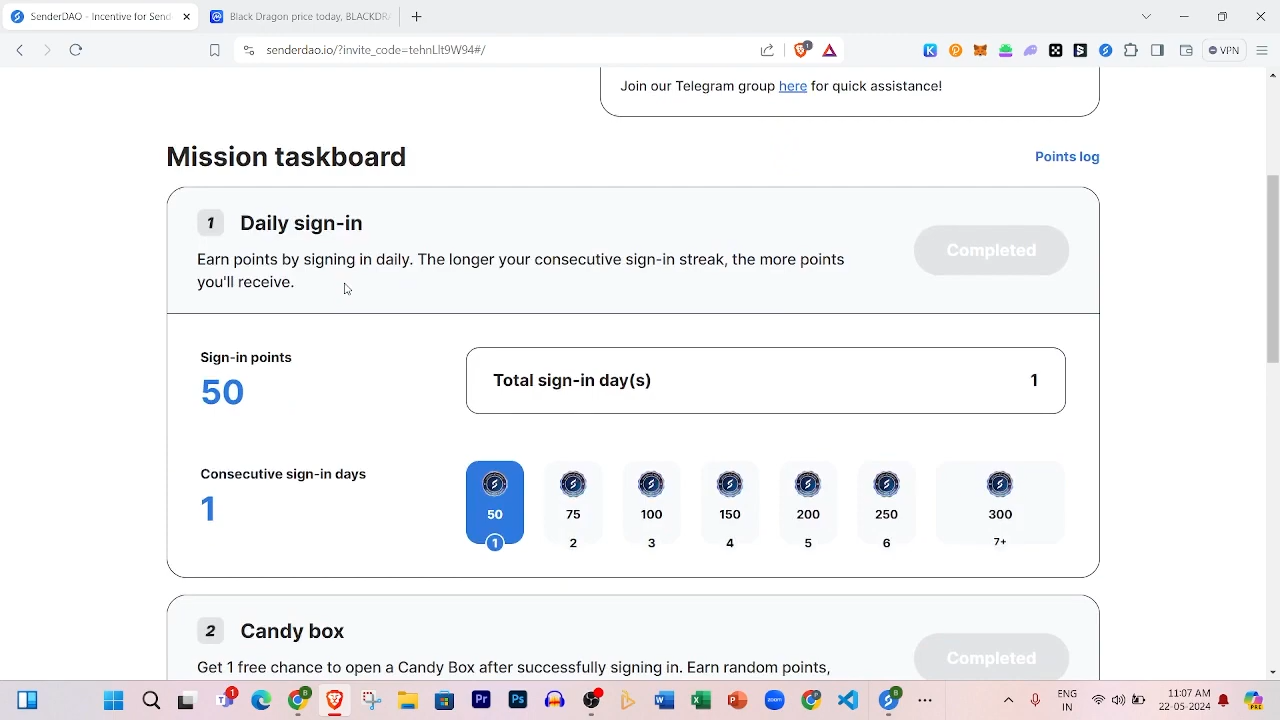 SenderDAO - Incentive for Send
Black Dragon price today, BLACKDRA
senderdao.io/?invite_code=tehnLlt9W94#/
1
VPN
Join our Telegram group here for quick assistance!
Mission taskboard
Points log
1
Daily sign-in
Earn points by signing in daily. The longer your consecutive sign-in streak, the more points
you'll receive.
Completed
Sign-in points
50
Total sign-in day(s)
1
Consecutive sign-in days
1
50
75
100
150
200
250
300
1
2
3
4
5
6
7+
2
Candy box
Get 1 free chance to open a Candy Box after successfully signing in. Earn random points,
Completed
ENG
IN
11:07 AM
22-05-2024